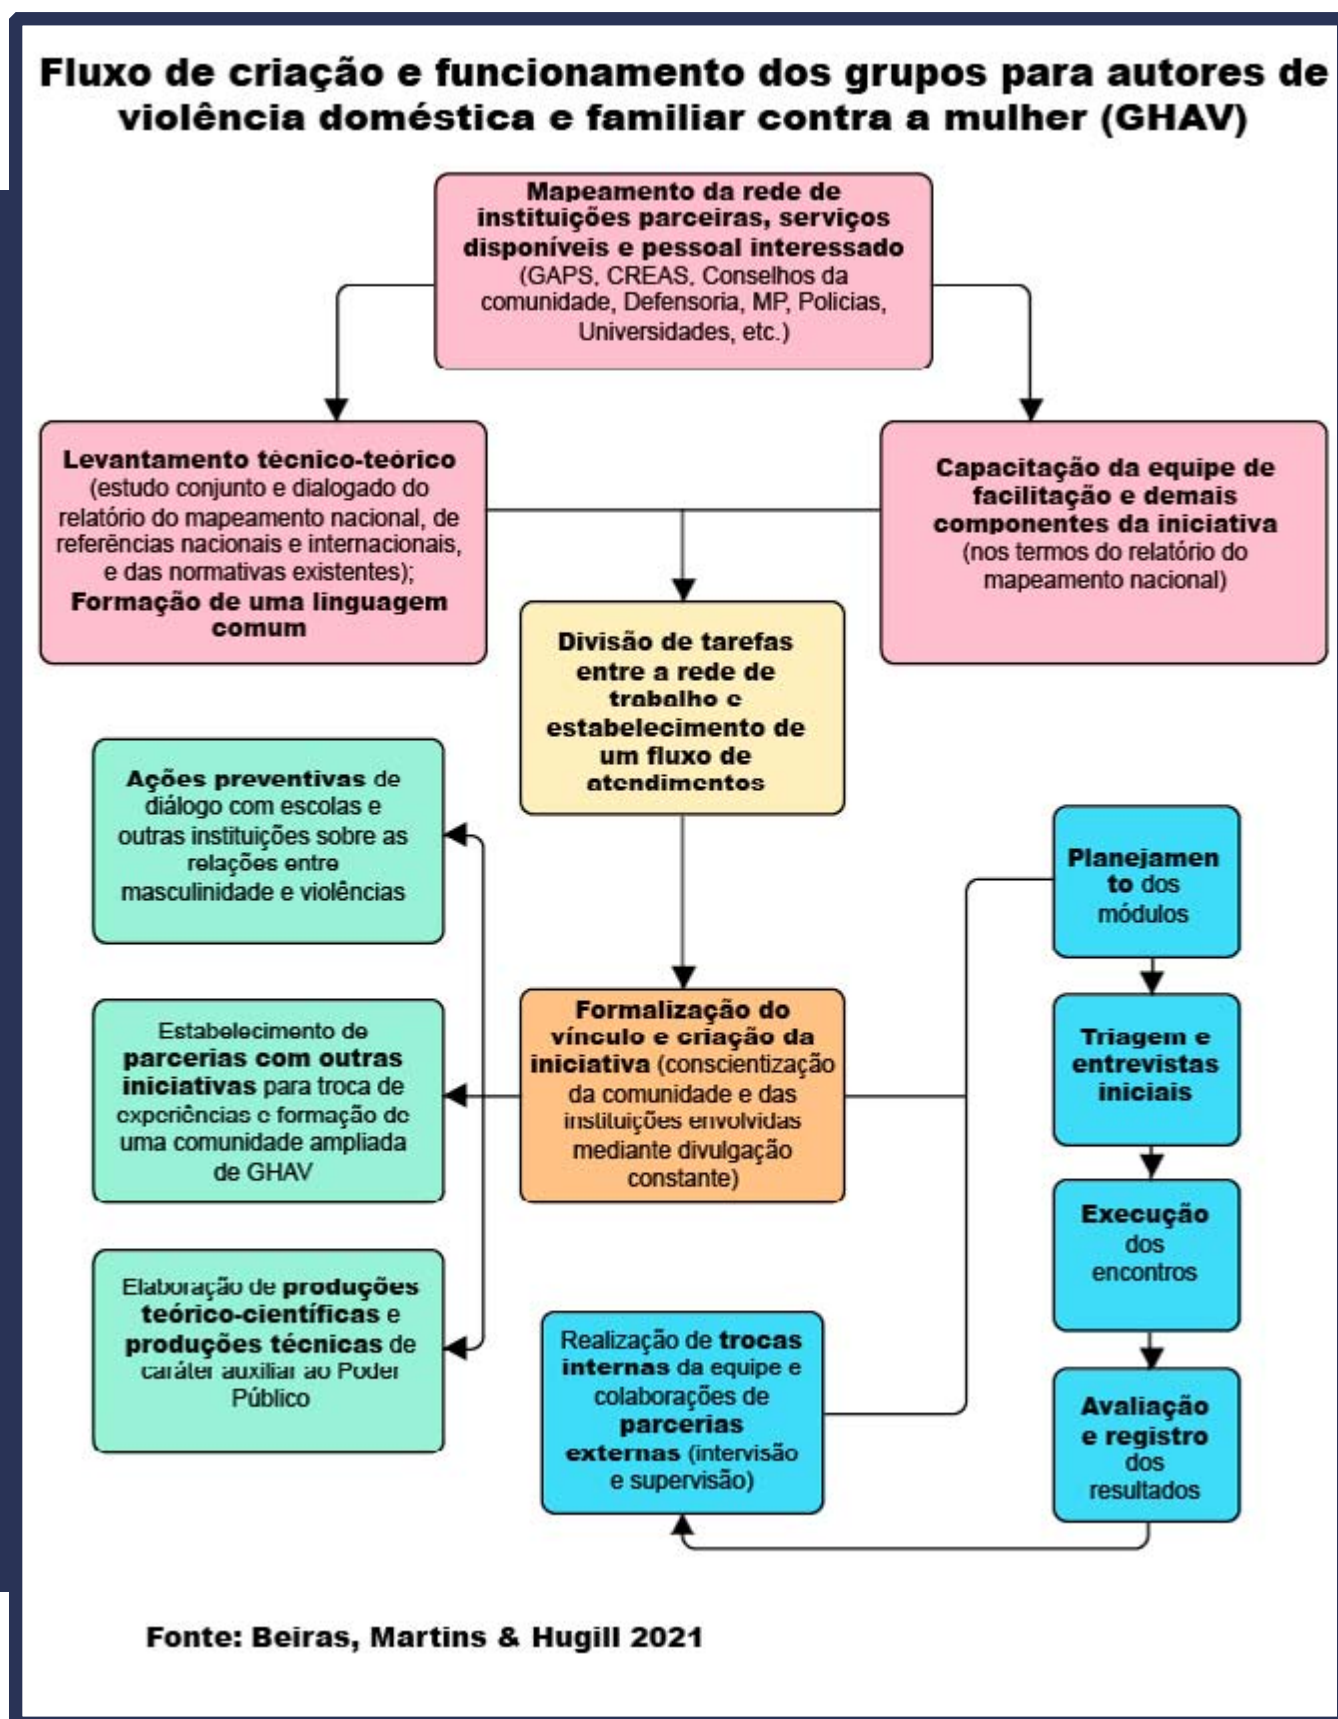 Fluxo de criação e funcionamento dos grupos para autores de
violência doméstica e familiar contra a mulher (GHAV)
Mapeamento da rede de
instituições parceiras, serviços
disponíveis e pessoal interessado
(GAPS, CREAS, Conselhos da
comunidade, Defensoria, MP, Policias,
Universidades, etc.)
Levantamento técnico-teórico
(estudo conjunto e dialogado do
relatório do mapeamento nacional, de
referências nacionais e internacionais,
e das normativas existentes);
Formação de uma linguagem
comum
Capacitação da equipe de
facilitação e demais
componentes da iniciativa
(nos termos do relatório do
mapeamento nacional)
Divisão de tarefas
entre a rede de
trabalho e
estabelecimento de
um fluxo de
atendimentos
Ações preventivas de
diálogo com escolas e
outras instituições sobre as
relações entre
masculinidade e violências
Estabelecimento de
parcerias com outras
iniciativas para troca de
experiências e formação de
uma comunidade ampliada
de GHAV
Elaboração de produções
teórico-científicas e
produções técnicas de
caráter auxiliar ao Poder
Público
Formalização do
vínculo e criação da
iniciativa (conscientização
da comunidade e das
instituições envolvidas
mediante divulgação
constante)
Planejamen
to dos
módulos
Triagem e
entrevistas
iniciais
Execução
dos
encontros
Avaliação
e registro
dos
resultados
Realização de trocas
internas da equipe e
colaborações de
parcerias
externas (intervisão
e supervisão)
Fonte: Beiras, Martins & Hugill 2021